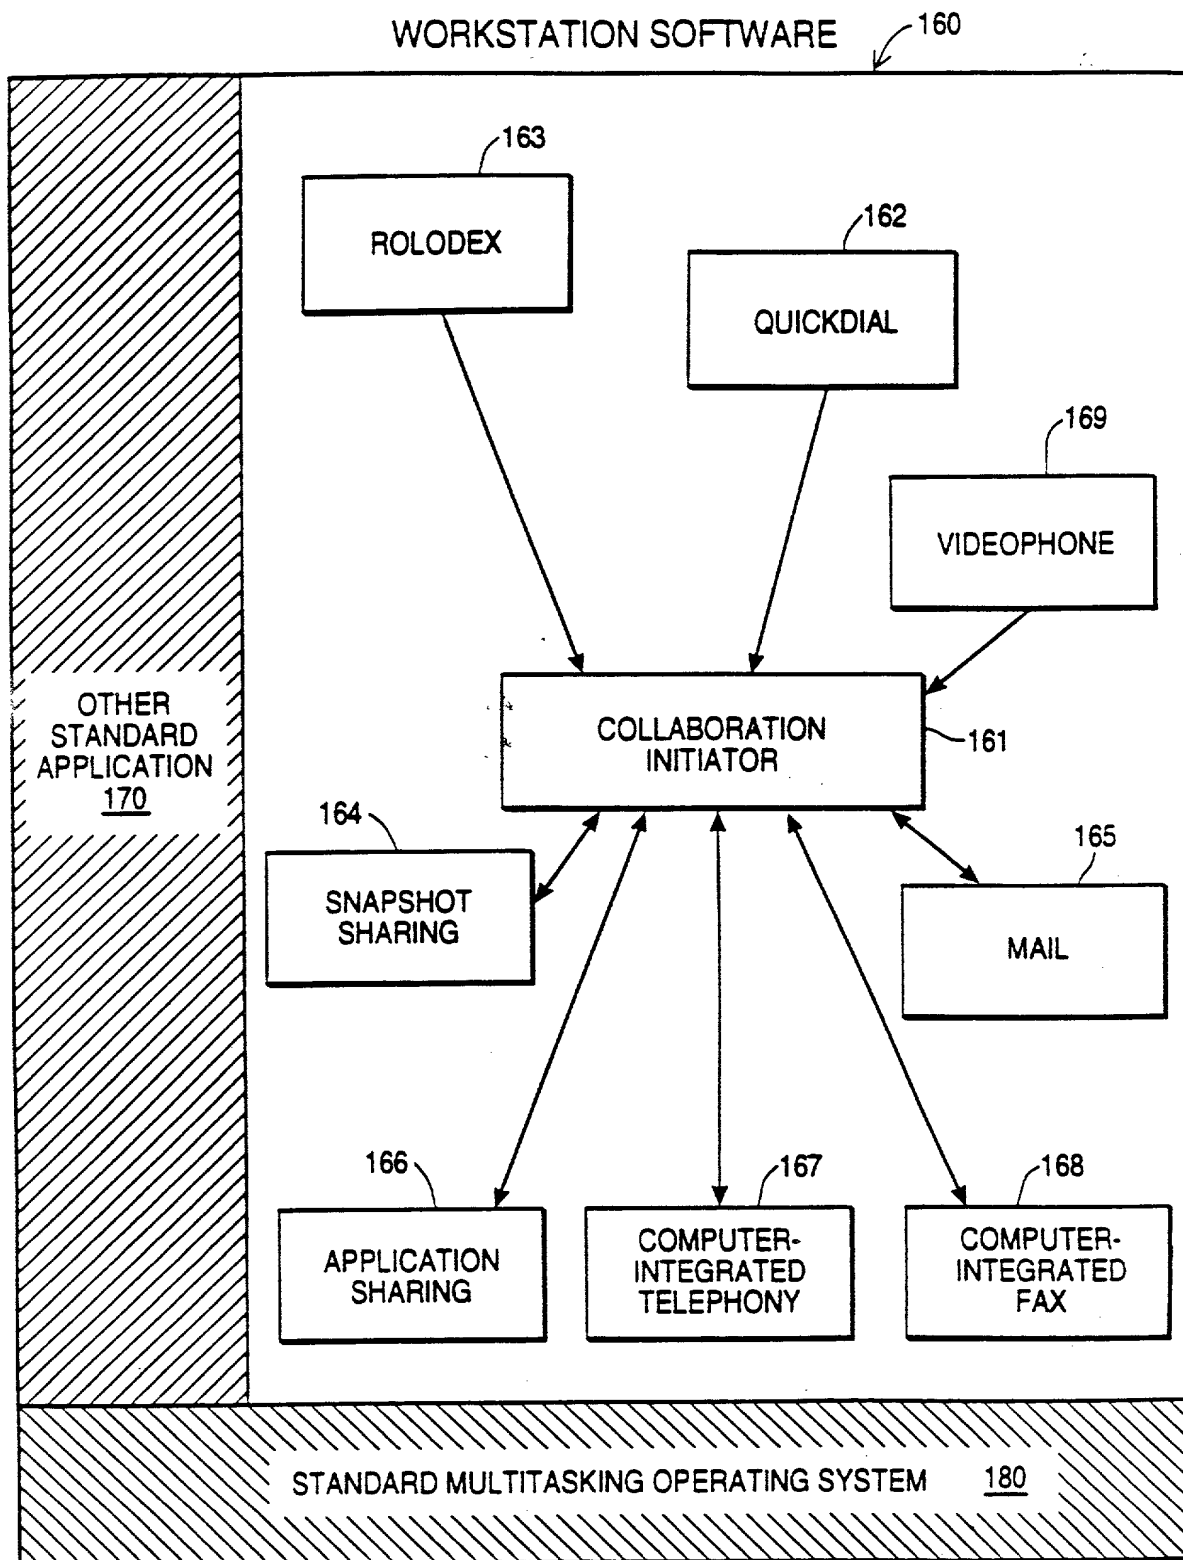 WORKSTATION SOFTWARE
160
163
ROLODEX
162
QUICKDIAL
169
VIDEOPHONE
COLLABORATION
INITIATOR
161
OTHER
STANDARD
APPLICATION
170
164
SNAPSHOT
SHARING
165
MAIL
166
APPLICATION
SHARING
167
COMPUTER-
INTEGRATED
TELEPHONY
168
COMPUTER-
INTEGRATED
FAX
STANDARD MULTITASKING OPERATING SYSTEM 180